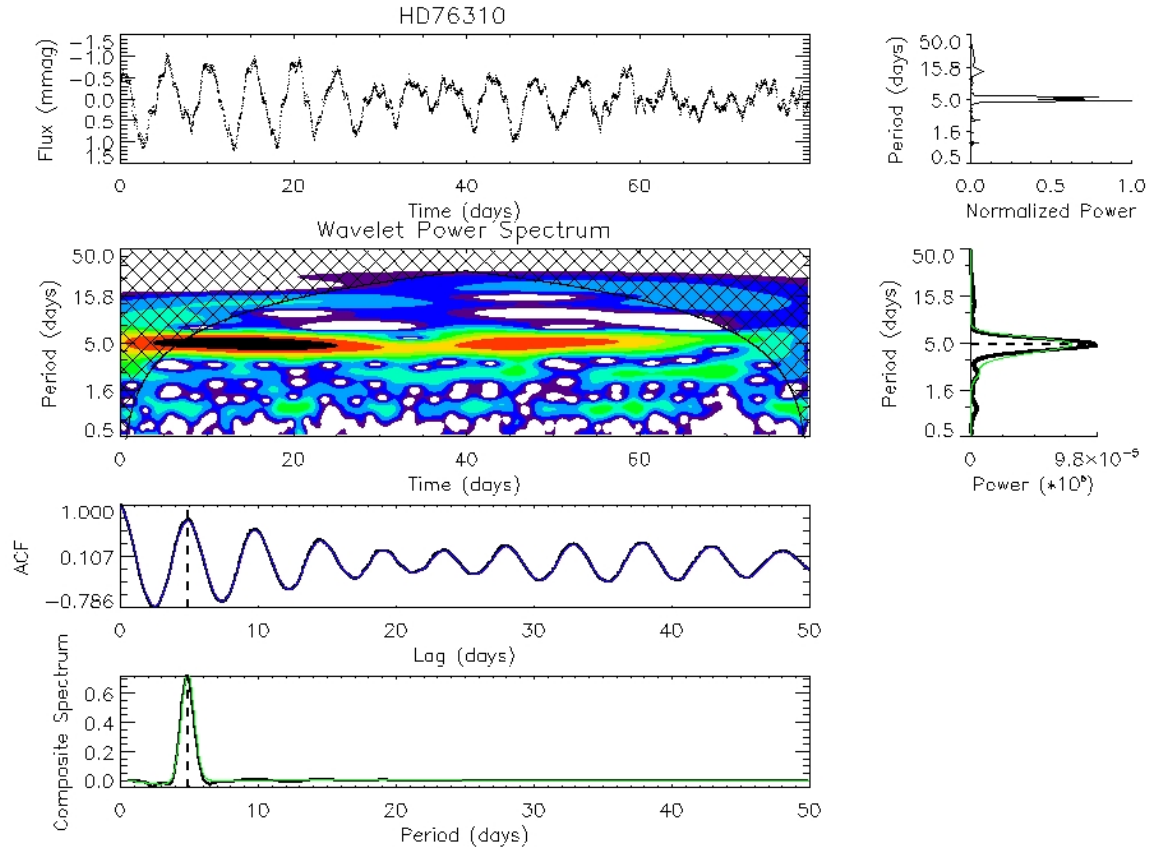 HD76310
Flux (mmag)
-1.5
-1.0
-0.5
0.0
0.5
1.0
1.5
0 20 40 60
Time (days)
Period (days)
50.0
15.8
5.0
1.6
0.5
0.0 0.5 1.0
Normalized Power
Wavelet Power Spectrum
Period (days)
50.0
15.8
5.0
1.6
0.5
0 20 40 60
Time (days)
Period (days)
50.0
15.8
5.0
1.6
0.5
0 9.8×10⁻⁵
Power (*10⁶)
ACF
1.000
0.107
-0.786
0 10 20 30 40 50
Lag (days)
Composite Spectrum
0.6
0.4
0.2
0.0
0 10 20 30 40 50
Period (days)